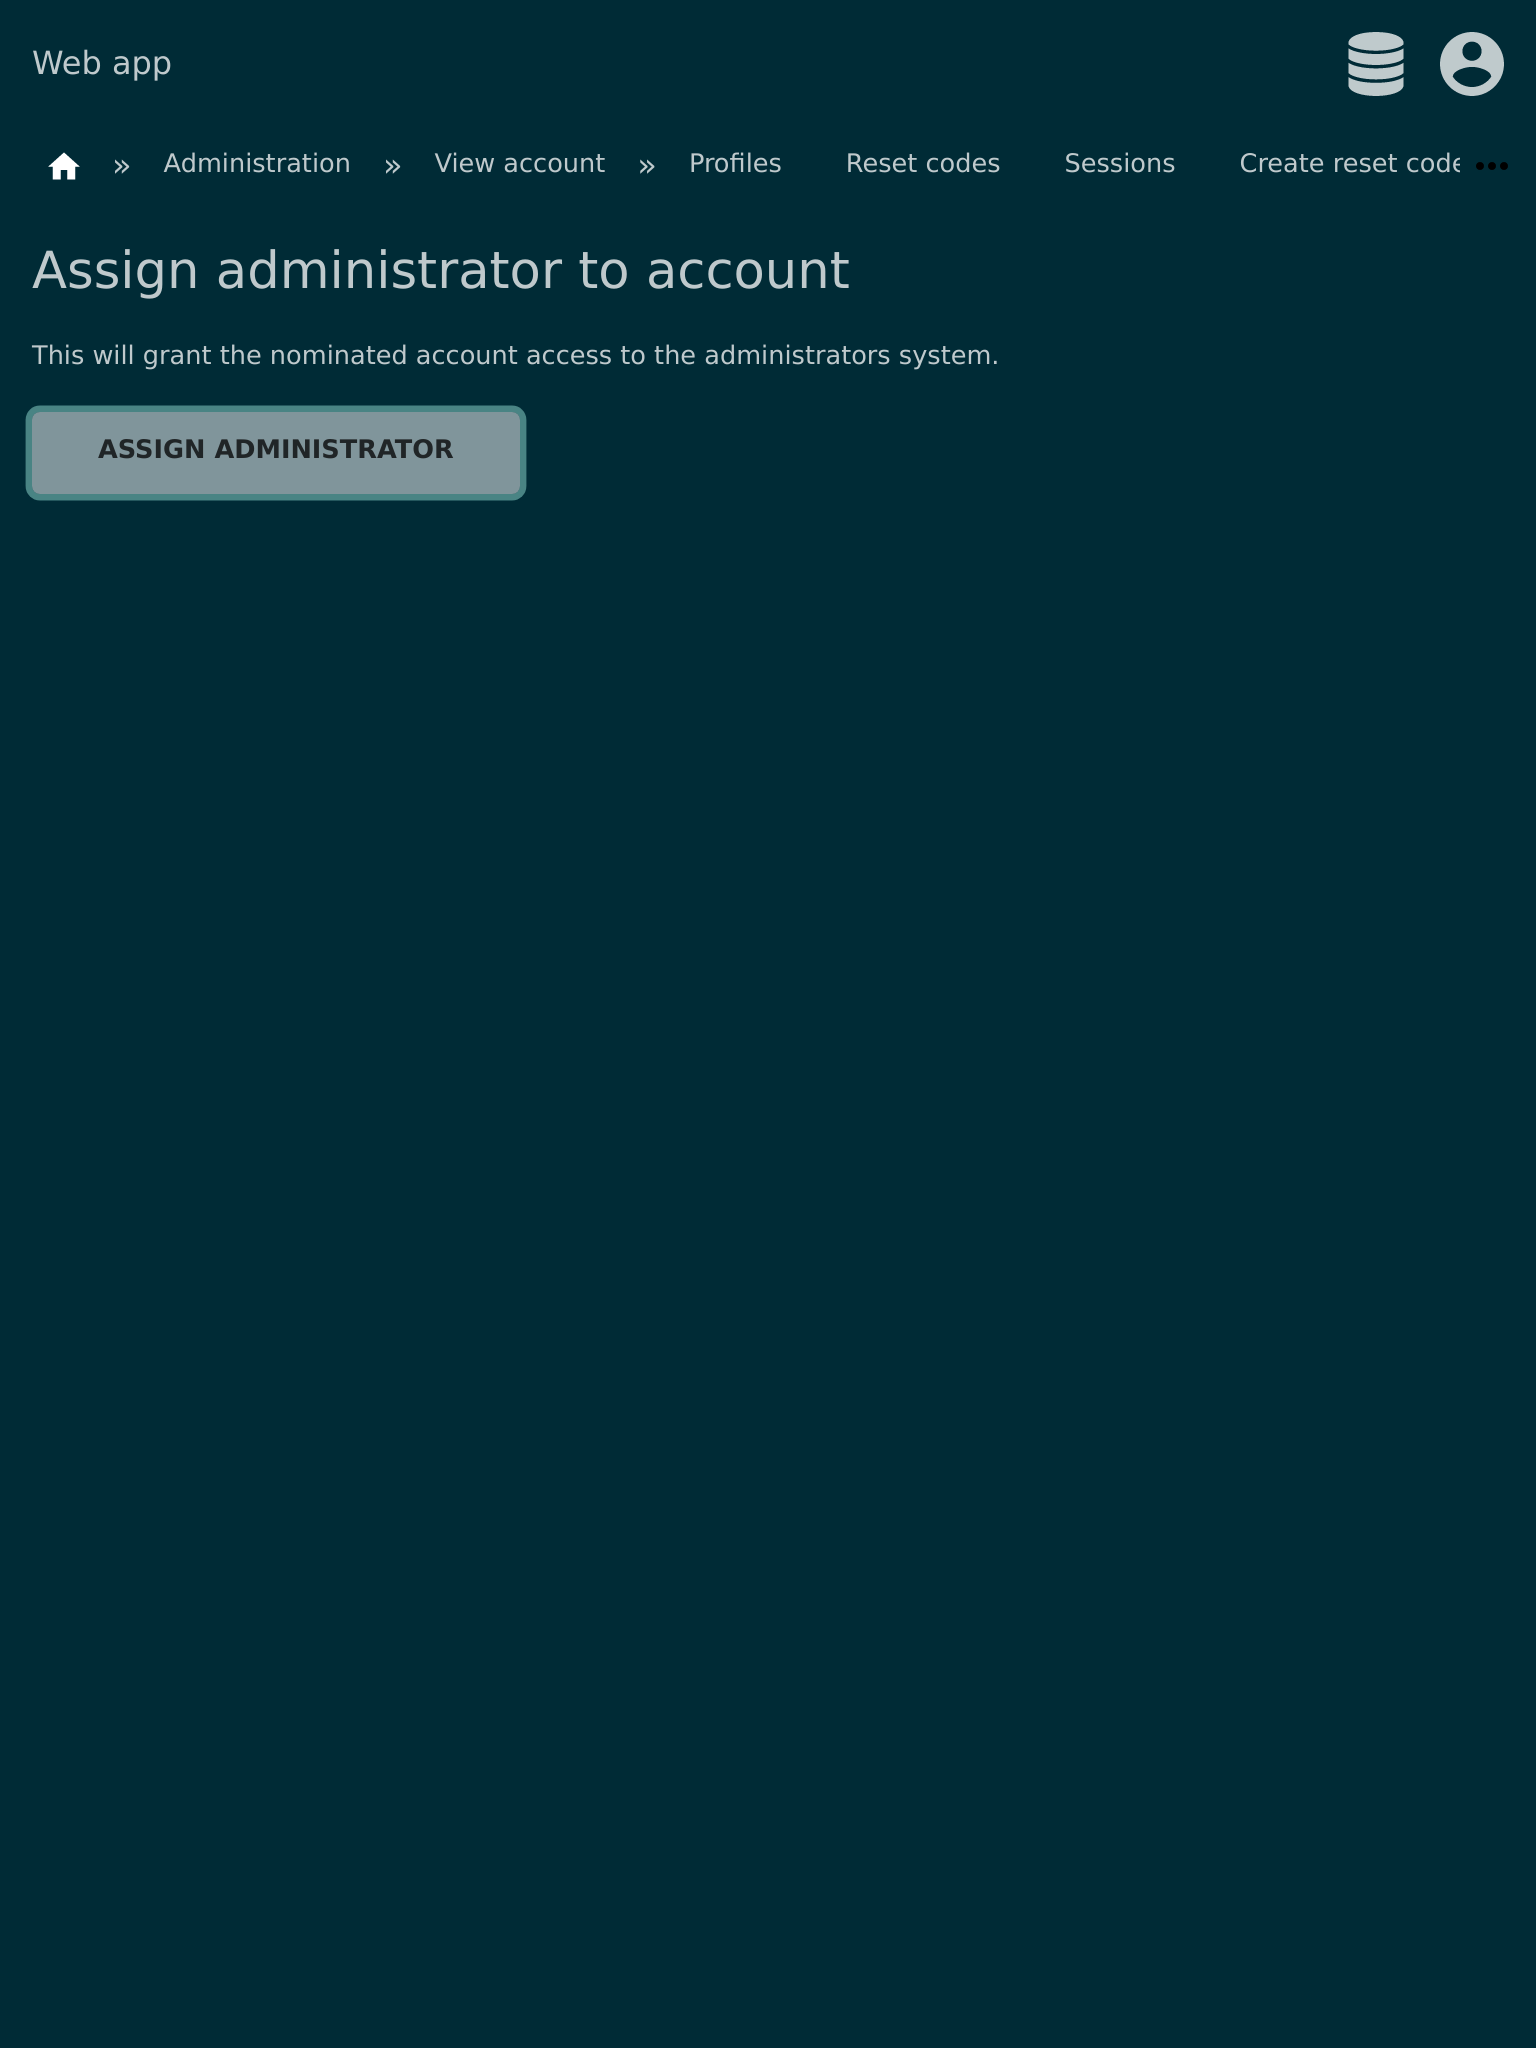 Web app
» Administration » View account » Profiles Reset codes Sessions Create reset code
Assign administrator to account
This will grant the nominated account access to the administrators system.
ASSIGN ADMINISTRATOR